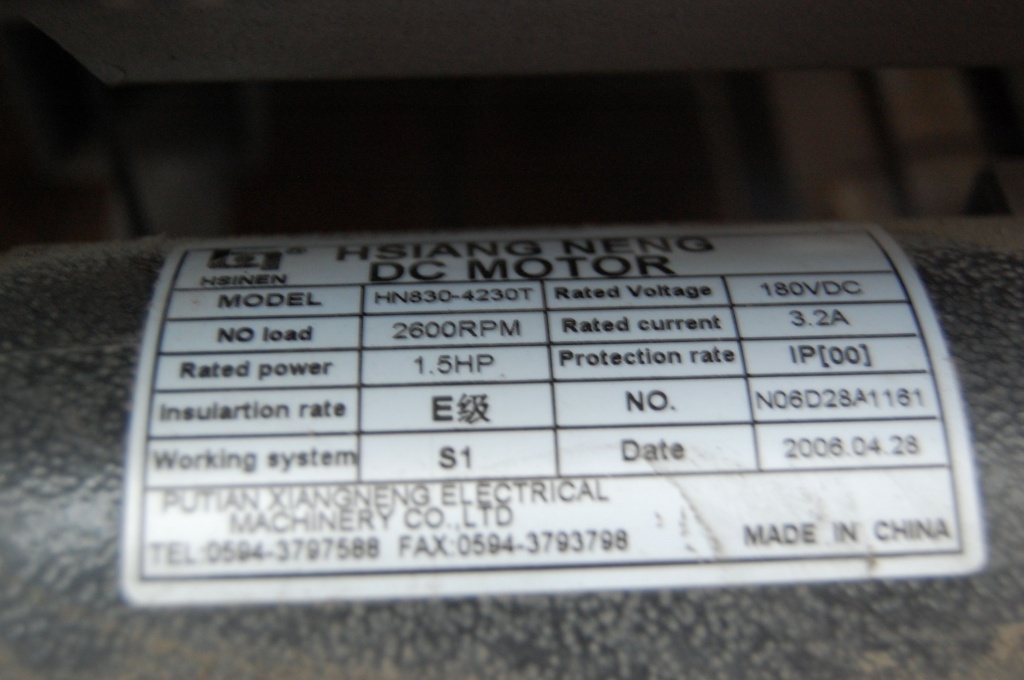 ® HSIANG NENG
HSINEN DC MOTOR
MODEL HN830-4230T Rated Voltage 180VDC
NO load 2600RPM Rated current 3.2A
Rated power 1.5HP Protection rate IP[00]
Insulartion rate E级 NO. N06D28A1161
Working system S1 Date 2006.04.28
PUTIAN XIANGNENG ELECTRICAL
MACHINERY CO.,LTD
TEL:0594-3797588 FAX:0594-3793798 MADE IN CHINA